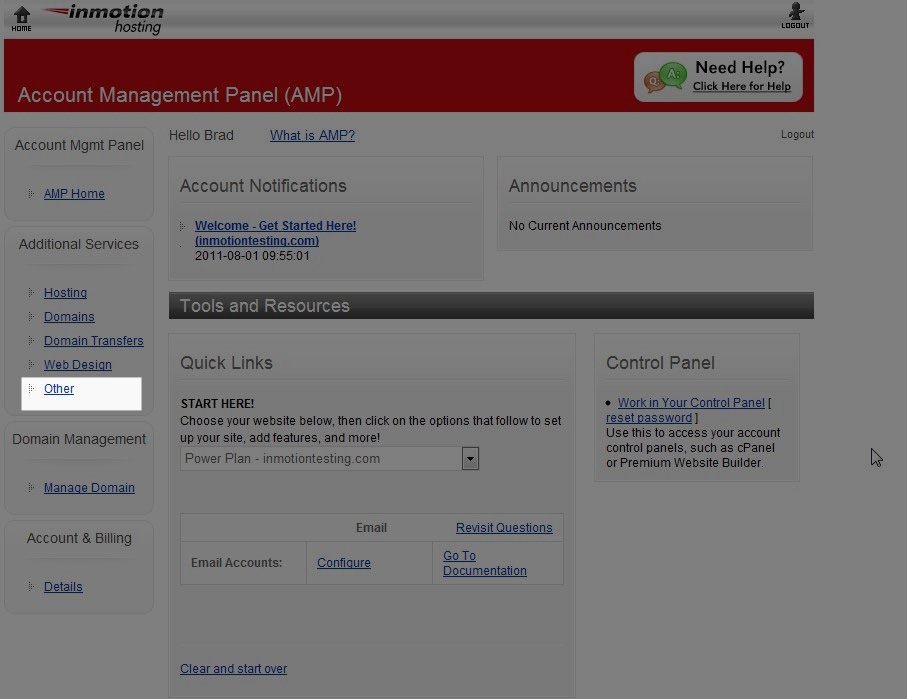 HOME
inmotion
hosting
LOGOUT
Account Management Panel (AMP)
Q: A: Need Help?
Click Here for Help
Account Mgmt Panel
AMP Home
Additional Services
Hosting
Domains
Domain Transfers
Web Design
Other
Domain Management
Manage Domain
Account & Billing
Details
Hello Brad What is AMP? Logout
Account Notifications
Welcome - Get Started Here!
(inmotiontesting.com)
2011-08-01 09:55:01
Announcements
No Current Announcements
Tools and Resources
Quick Links
START HERE!
Choose your website below, then click on the options that follow to set
up your site, add features, and more!
Power Plan - inmotiontesting.com
Email Revisit Questions
Email Accounts: Configure Go To
Documentation
Clear and start over
Control Panel
Work in Your Control Panel [
reset password ]
Use this to access your account
control panels, such as cPanel
or Premium Website Builder.